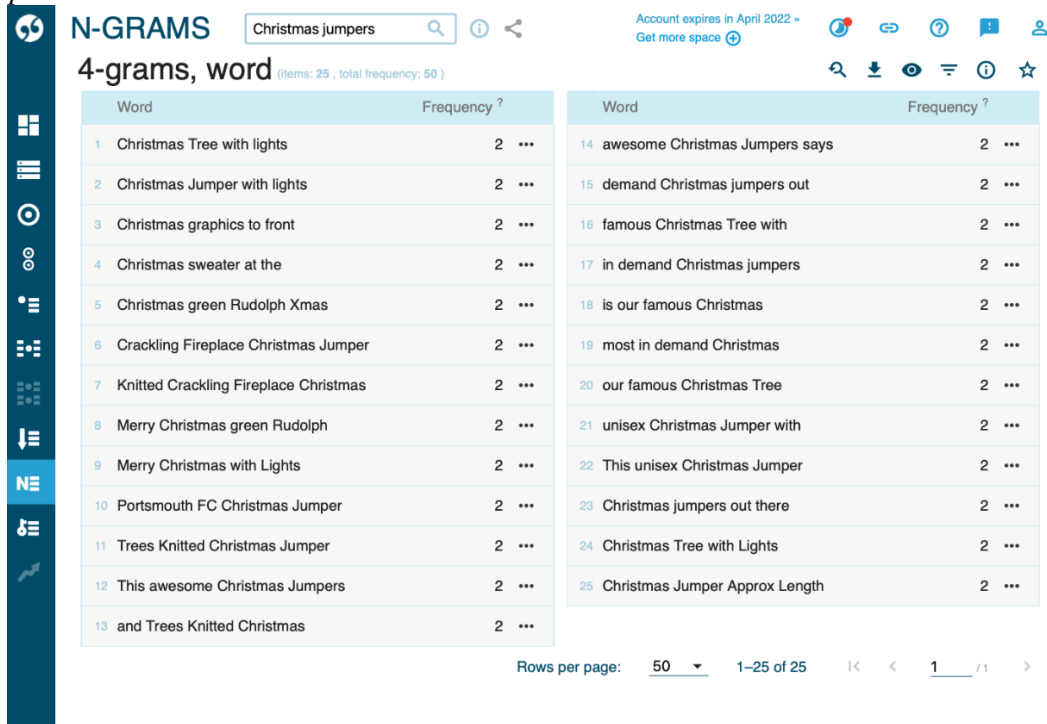 N-GRAMS
Christmas jumpers
Account expires in April 2022 »
Get more space
4-grams, word (items: 25 , total frequency: 50 )
Word Frequency ?
1 Christmas Tree with lights 2 •••
2 Christmas Jumper with lights 2 •••
3 Christmas graphics to front 2 •••
4 Christmas sweater at the 2 •••
5 Christmas green Rudolph Xmas 2 •••
6 Crackling Fireplace Christmas Jumper 2 •••
7 Knitted Crackling Fireplace Christmas 2 •••
8 Merry Christmas green Rudolph 2 •••
9 Merry Christmas with Lights 2 •••
10 Portsmouth FC Christmas Jumper 2 •••
11 Trees Knitted Christmas Jumper 2 •••
12 This awesome Christmas Jumpers 2 •••
13 and Trees Knitted Christmas 2 •••
Word Frequency ?
14 awesome Christmas Jumpers says 2 •••
15 demand Christmas jumpers out 2 •••
16 famous Christmas Tree with 2 •••
17 in demand Christmas jumpers 2 •••
18 is our famous Christmas 2 •••
19 most in demand Christmas 2 •••
20 our famous Christmas Tree 2 •••
21 unisex Christmas Jumper with 2 •••
22 This unisex Christmas Jumper 2 •••
23 Christmas jumpers out there 2 •••
24 Christmas Tree with Lights 2 •••
25 Christmas Jumper Approx Length 2 •••
Rows per page: 50 1–25 of 25 1 / 1